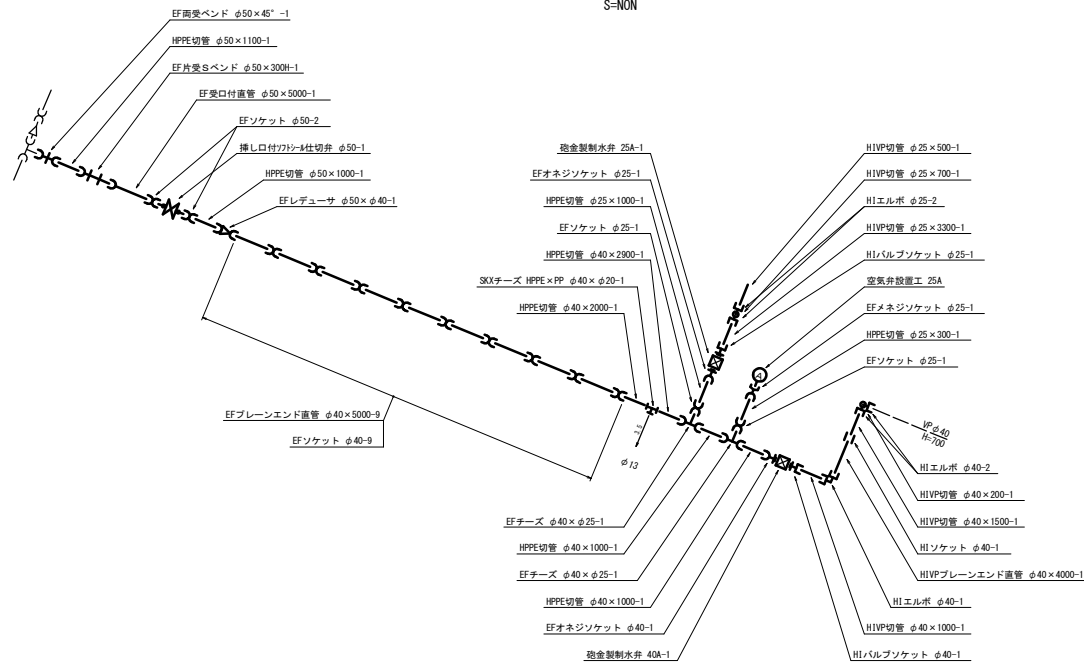 S=NON
EF両受ベンド φ50×45°-1
HPPE切管 φ50×1100-1
EF片受Sベンド φ50×300H-1
EF受口付直管 φ50×5000-1
EFソケット φ50-2
挿し口付ソフトシール仕切弁 φ50-1
HPPE切管 φ50×1000-1
EFレデューサ φ50×φ40-1
砲金製制水弁 25A-1
EFオネジソケット φ25-1
HPPE切管 φ25×1000-1
EFソケット φ25-1
HPPE切管 φ40×2900-1
SKXチーズ HPPE×PP φ40×φ20-1
HPPE切管 φ40×2000-1
HIVP切管 φ25×500-1
HIVP切管 φ25×700-1
HIエルボ φ25-2
HIVP切管 φ25×3300-1
HIバルブソケット φ25-1
空気弁設置工 25A
EFメネジソケット φ25-1
HPPE切管 φ25×300-1
EFソケット φ25-1
A
EFプレーンエンド直管 φ40×5000-9
EFソケット φ40-9
φ13
VPφ40
H=700
EFチーズ φ40×φ25-1
HPPE切管 φ40×1000-1
EFチーズ φ40×φ25-1
HPPE切管 φ40×1000-1
EFオネジソケット φ40-1
砲金製制水弁 40A-1
HIエルボ φ40-2
HIVP切管 φ40×200-1
HIVP切管 φ40×1500-1
HIソケット φ40-1
HIVPプレーンエンド直管 φ40×4000-1
HIエルボ φ40-1
HIVP切管 φ40×1000-1
HIバルブソケット φ40-1